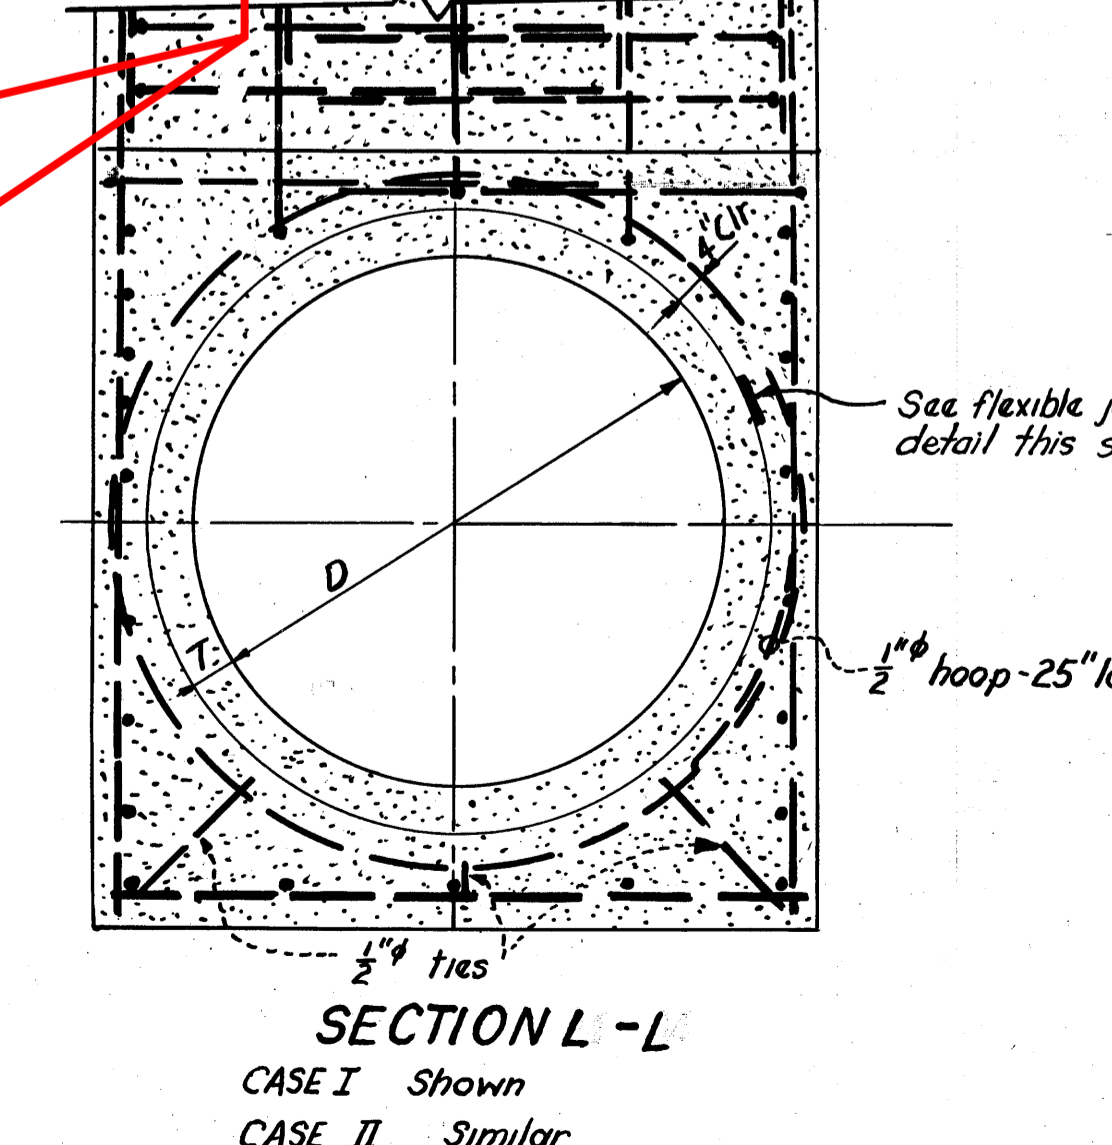 4" Clr.
See flexible
detail this
D
T
1/2" φ hoop - 25"
1/2" φ ties
SECTION L-L
CASE I Shown
CASE II Similar